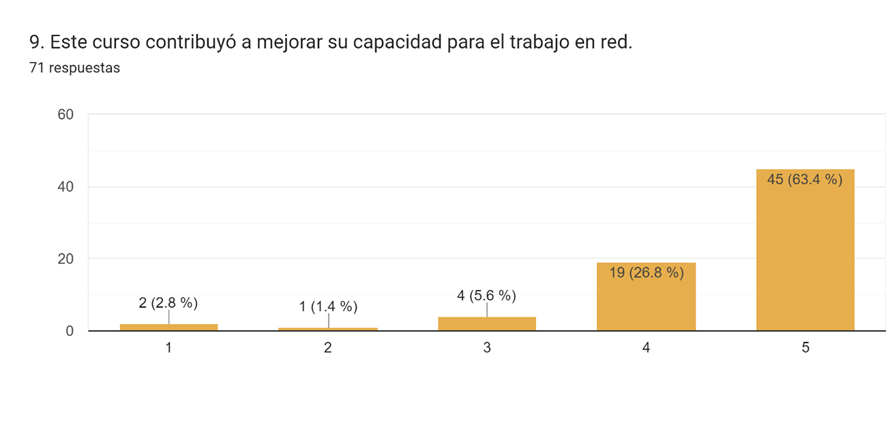 9. Este curso contribuyó a mejorar su capacidad para el trabajo en red.
71 respuestas
60
40
20
0
2 (2.8 %)
1 (1.4 %)
4 (5.6 %)
19 (26.8 %)
45 (63.4 %)
1
2
3
4
5